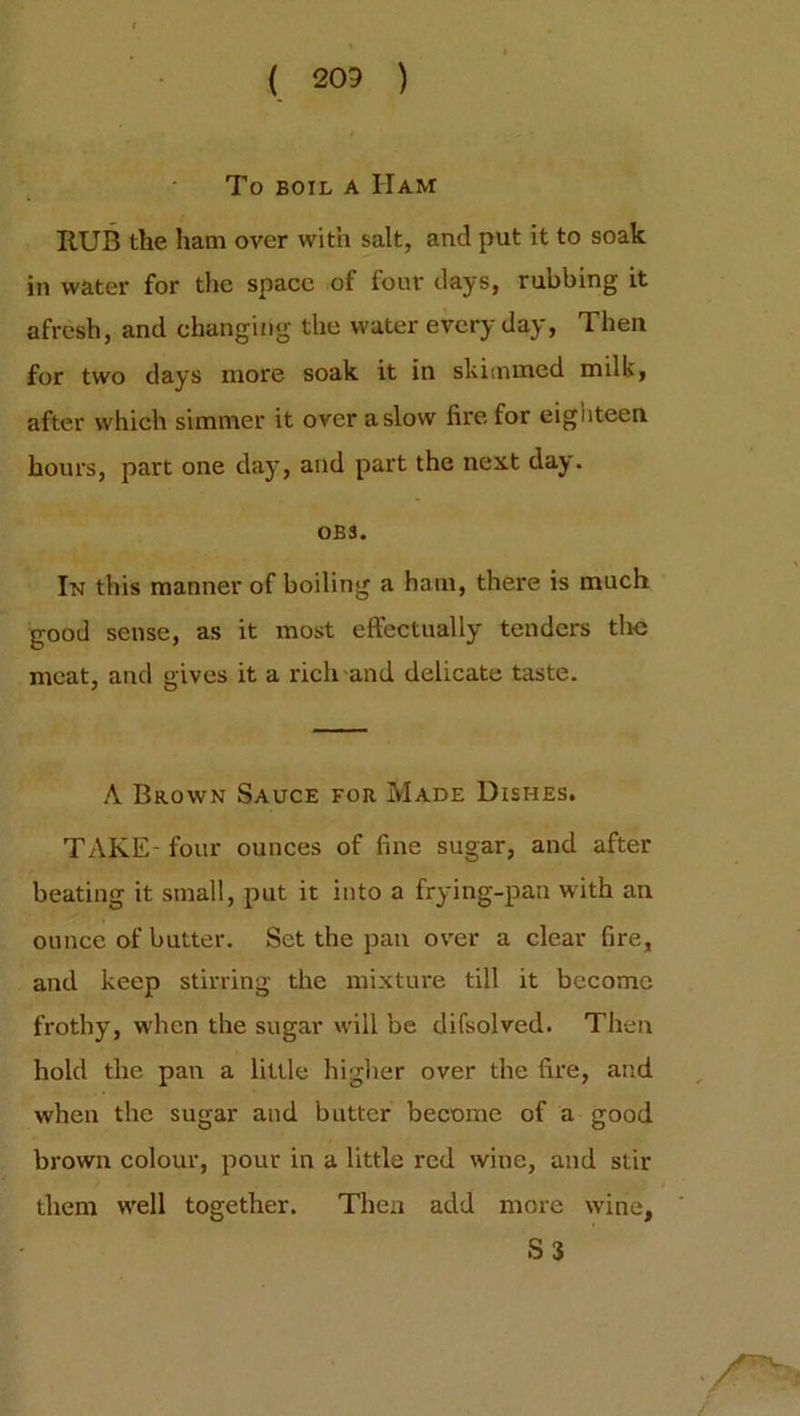 ( 209 )
To BOIL A HAM
RUB the ham over with salt, and put it to soak
in water for the space of four days, rubbing it
afresh, and changing the water every day, Then
for two days more soak it in skimmed milk,
after which simmer it over a slow fire for eighteen
hours, part one day, and part the next day.
OBS.
IN this manner of boiling a ham, there is much
good sense, as it most effectually tenders the
meat, and gives it a rich and delicate taste.
A BROWN SAUCE FOR MADE DISHES.
TAKE four ounces of fine sugar, and after
beating it small, put it into a frying-pan with an
ounce of butter. Set the pan over a clear fire,
and keep stirring the mixture till it become
frothy, when the sugar will be difsolved. Then
hold the pan a little higher over the fire, and
when the sugar and butter become of a good
brown colour, pour in a little red wine, and stir
them well together. Then add more wine,
S 3